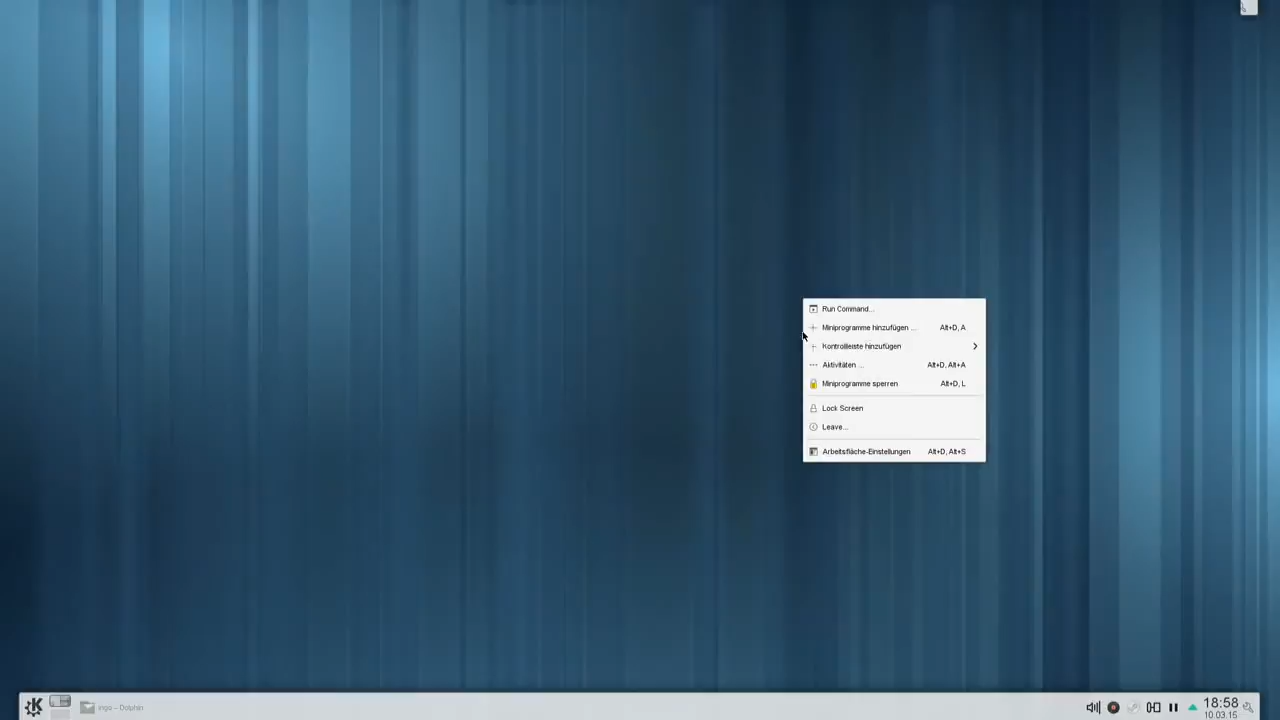 Run Command...
Miniprogramme hinzufügen ... Alt+D, A
Kontrollleiste hinzufügen
Aktivitäten ... Alt+D, Alt+A
Miniprogramme sperren Alt+D, L
Lock Screen
Leave...
Arbeitsfläche-Einstellungen Alt+D, Alt+S
ingo – Dolphin
18:58
10.03.15